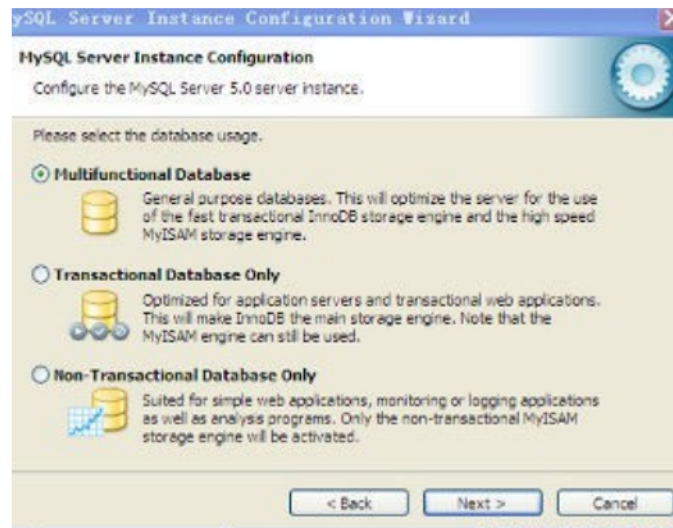 ySQL Server Instance Configuration Wizard
MySQL Server Instance Configuration
Configure the MySQL Server 5.0 server instance.
Please select the database usage.
Multifunctional Database
General purpose databases. This will optimize the server for the use
of the fast transactional InnoDB storage engine and the high speed
MyISAM storage engine.
Transactional Database Only
Optimized for application servers and transactional web applications.
This will make InnoDB the main storage engine. Note that the
MyISAM engine can still be used.
Non-Transactional Database Only
Suited for simple web applications, monitoring or logging applications
as well as analysis programs. Only the non-transactional MyISAM
storage engine will be activated.
< Back
Next >
Cancel